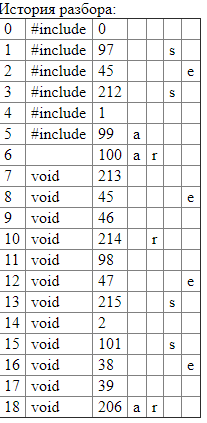 История разбора:
0 #include 0
1 #include 97 s
2 #include 45 e
3 #include 212 s
4 #include 1
5 #include 99 a
6 100 a r
7 void 213
8 void 45 e
9 void 46
10 void 214 r
11 void 98
12 void 47 e
13 void 215 s
14 void 2
15 void 101 s
16 void 38 e
17 void 39
18 void 206 a r